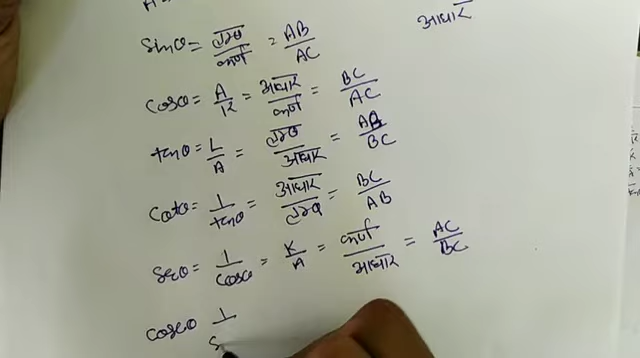 आधार
sinθ = लम्ब/कर्ण = AB/AC
cosθ = A/K = आधार/कर्ण = BC/AC
tanθ = L/A = लम्ब/आधार = AB/BC
cotθ = 1/tanθ = आधार/लम्ब = BC/AB
secθ = 1/cosθ = K/A = कर्ण/आधार = AC/BC
cosecθ 1/s